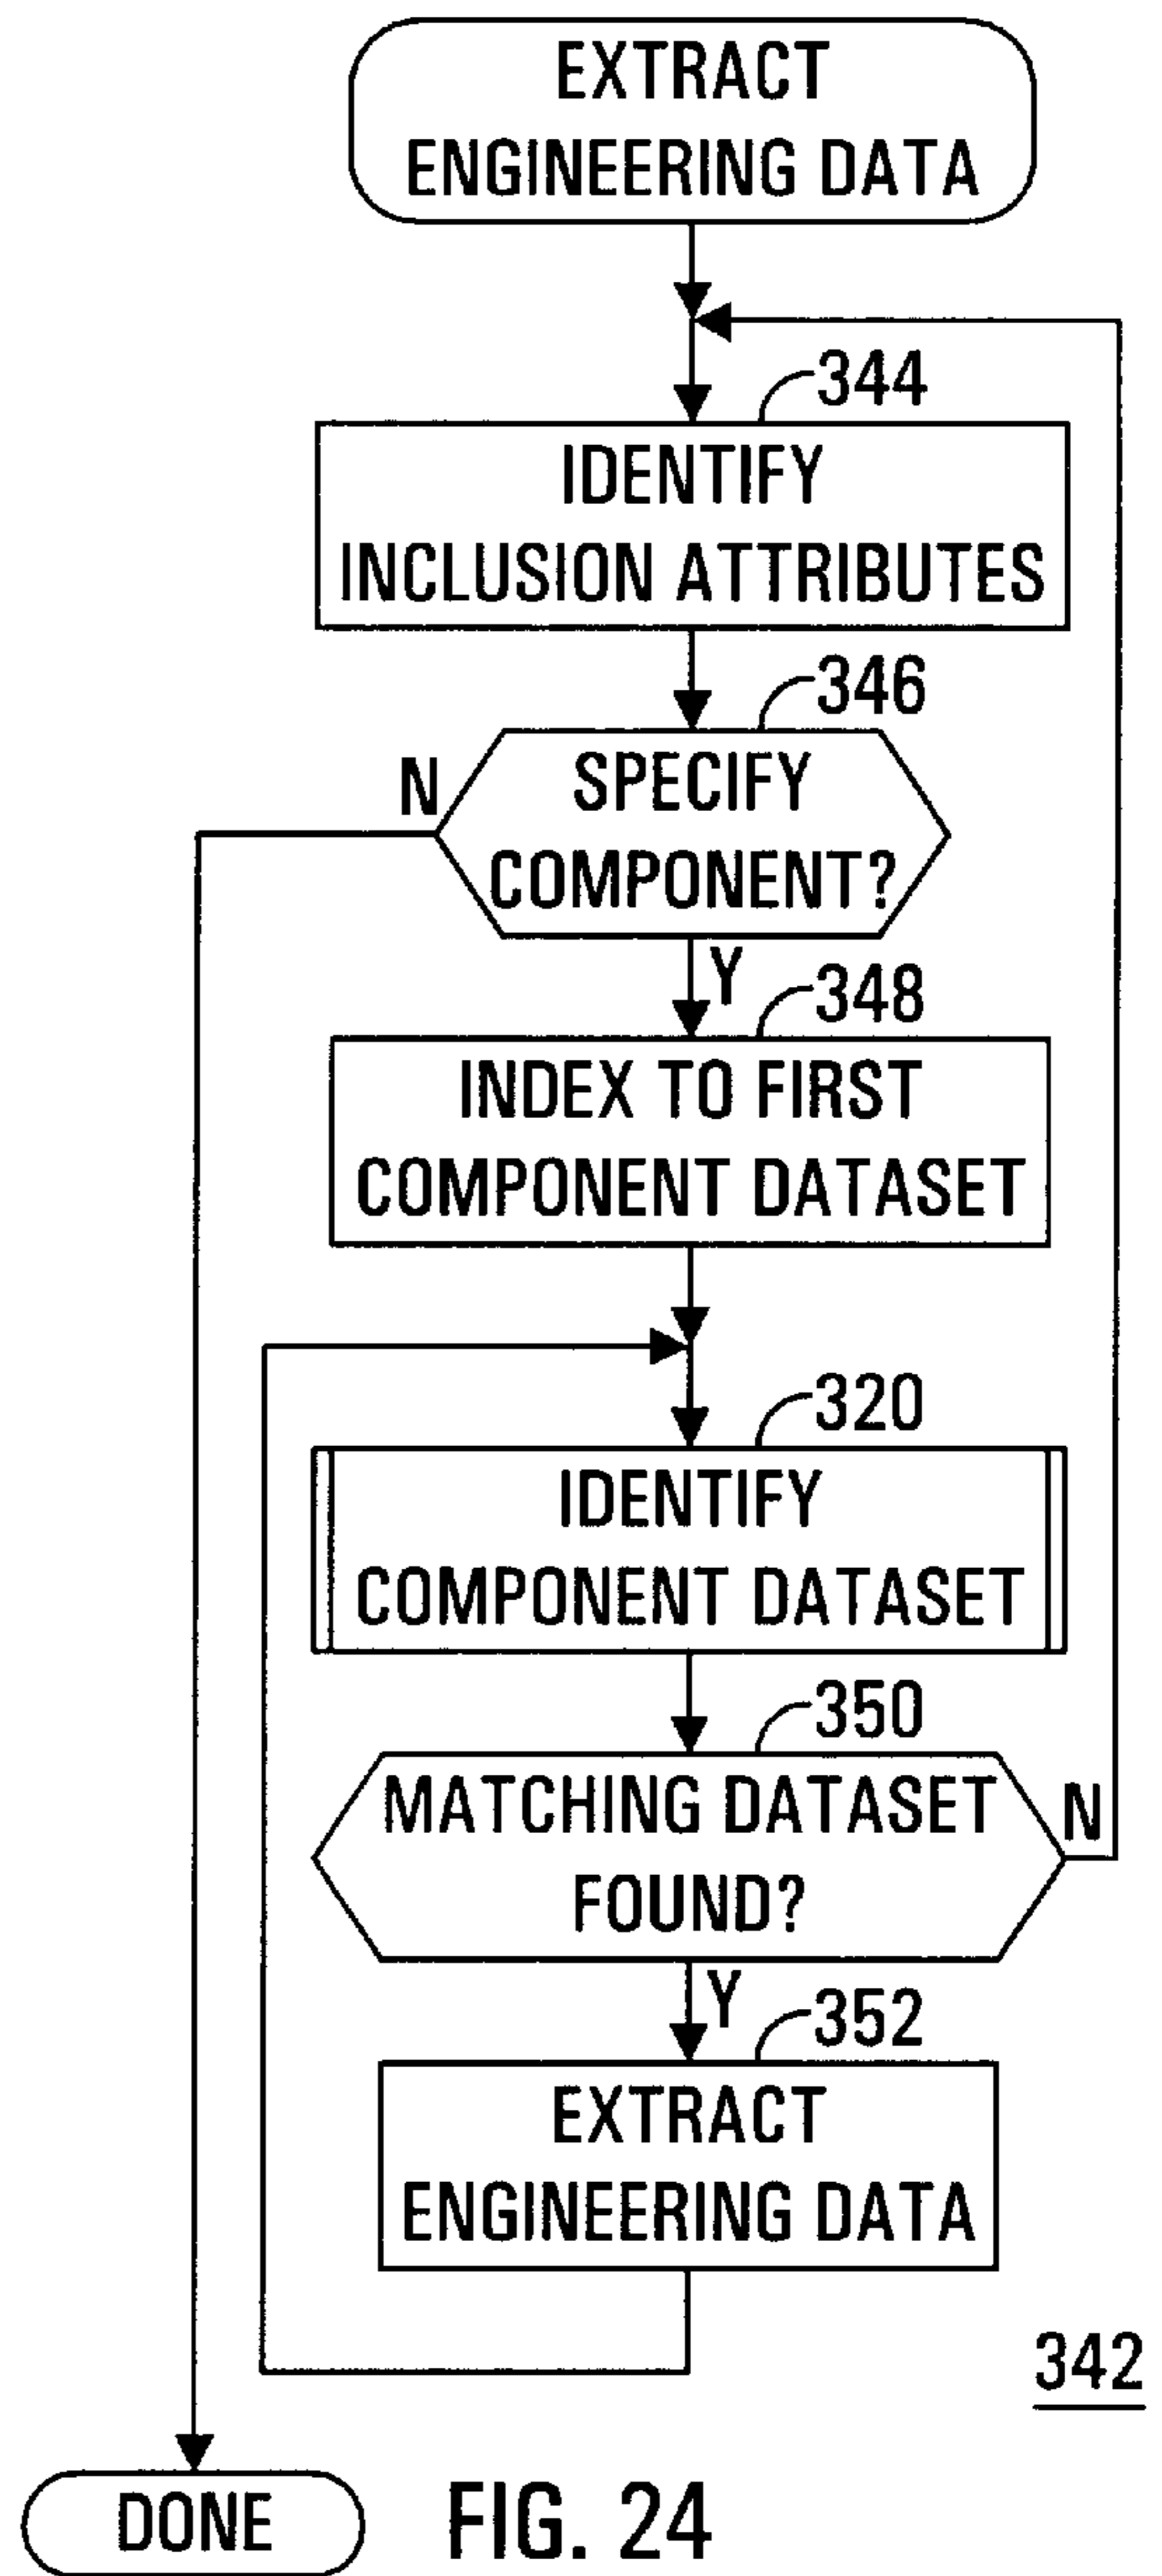 EXTRACT
ENGINEERING DATA
344
IDENTIFY
INCLUSION ATTRIBUTES
346
N
SPECIFY
COMPONENT?
Y
348
INDEX TO FIRST
COMPONENT DATASET
320
IDENTIFY
COMPONENT DATASET
350
MATCHING DATASET
N
FOUND?
Y
352
EXTRACT
ENGINEERING DATA
342
DONE
FIG. 24